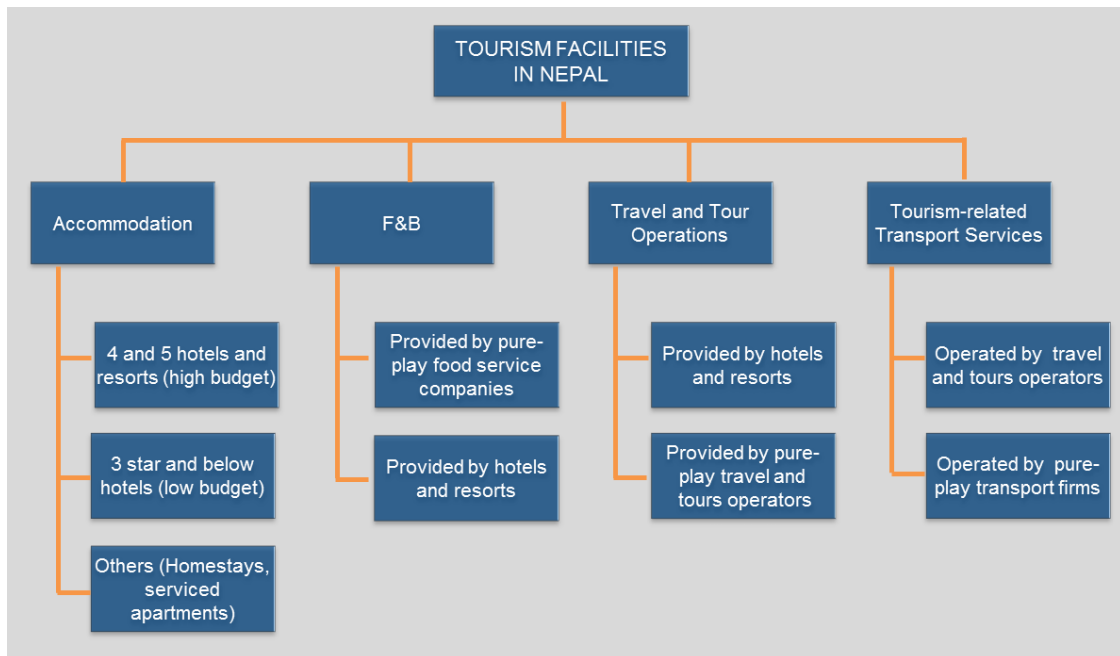 TOURISM FACILITIES
IN NEPAL
Accommodation
F&B
Travel and Tour
Operations
Tourism-related
Transport Services
4 and 5 hotels and
resorts (high budget)
3 star and below
hotels (low budget)
Others (Homestays,
serviced
apartments)
Provided by pure-
play food service
companies
Provided by hotels
and resorts
Provided by hotels
and resorts
Provided by pure-
play travel and
tours operators
Operated by travel
and tours operators
Operated by pure-
play transport firms